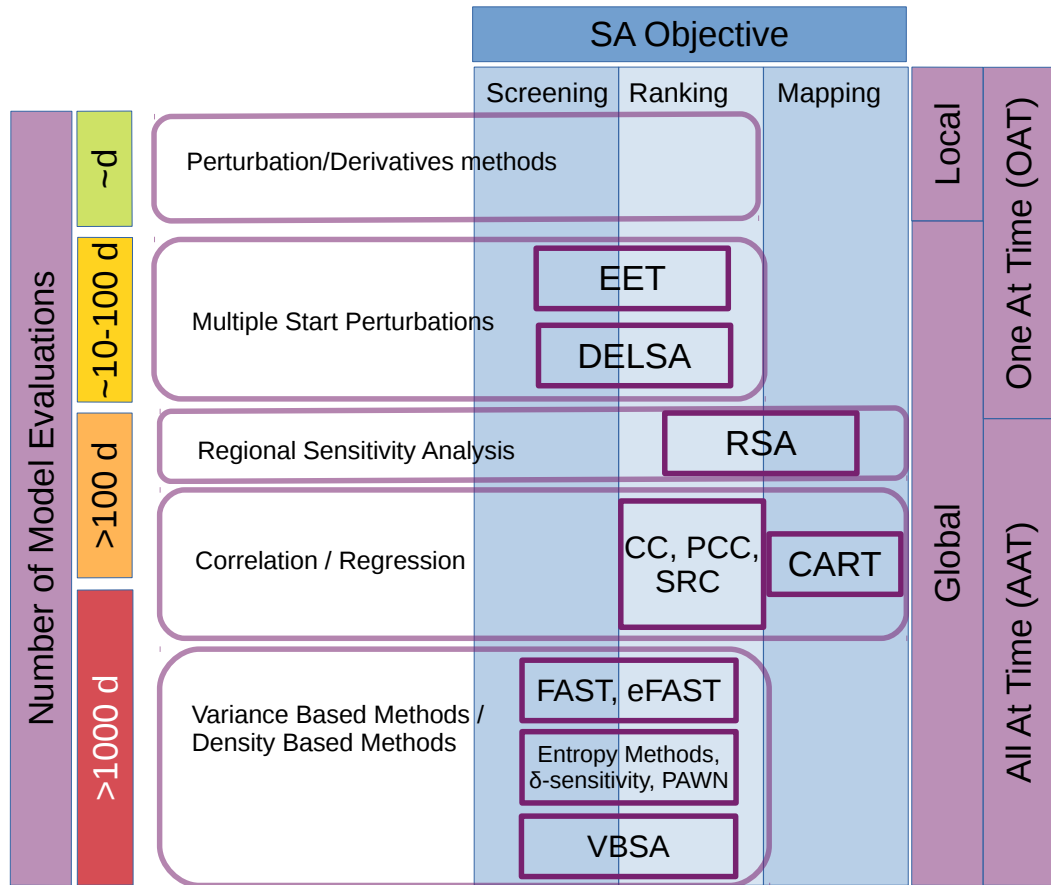 SA Objective
Screening
Ranking
Mapping
Number of Model Evaluations
~d
~10-100 d
>100 d
>1000 d
Perturbation/Derivatives methods
Multiple Start Perturbations
EET
DELSA
Regional Sensitivity Analysis
RSA
Correlation / Regression
CC, PCC,
SRC
CART
Variance Based Methods /
Density Based Methods
FAST, eFAST
Entropy Methods,
δ-sensitivity, PAWN
VBSA
Local
Global
One At Time (OAT)
All At Time (AAT)